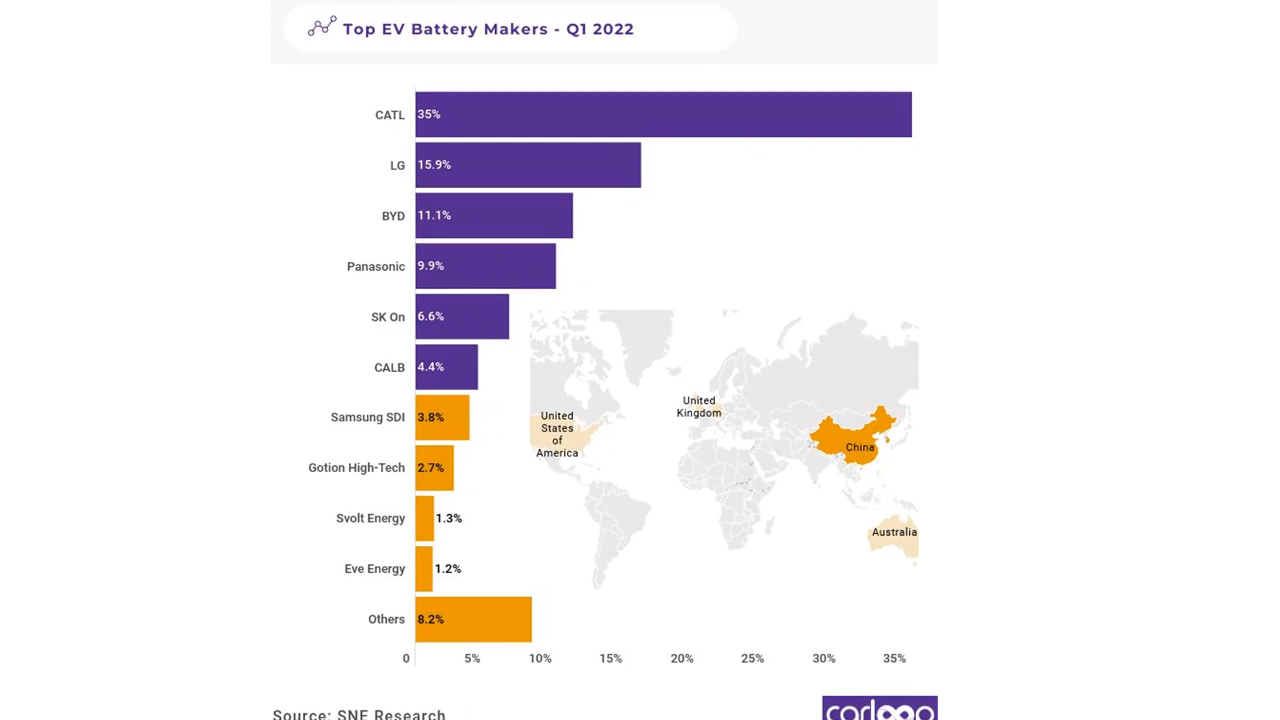 Top EV Battery Makers - Q1 2022
CATL 35%
LG 15.9%
BYD 11.1%
Panasonic 9.9%
SK On 6.6%
CALB 4.4%
Samsung SDI 3.8%
Gotion High-Tech 2.7%
Svolt Energy 1.3%
Eve Energy 1.2%
Others 8.2%
United
States
of
America
United
Kingdom
China
Australia
0 5% 10% 15% 20% 25% 30% 35%
Source: SNE Research
carloop